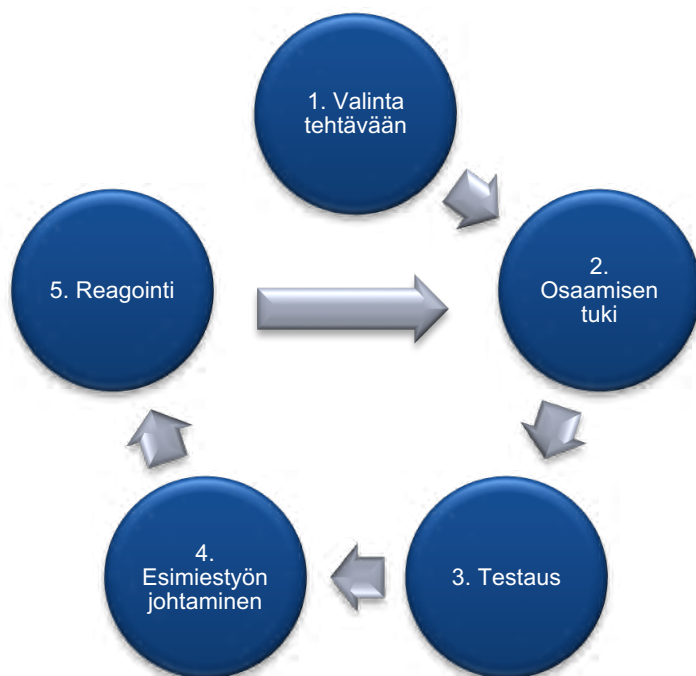 1. Valinta
tehtävään
2.
Osaamisen
tuki
3. Testaus
4.
Esimiestyön
johtaminen
5. Reagointi